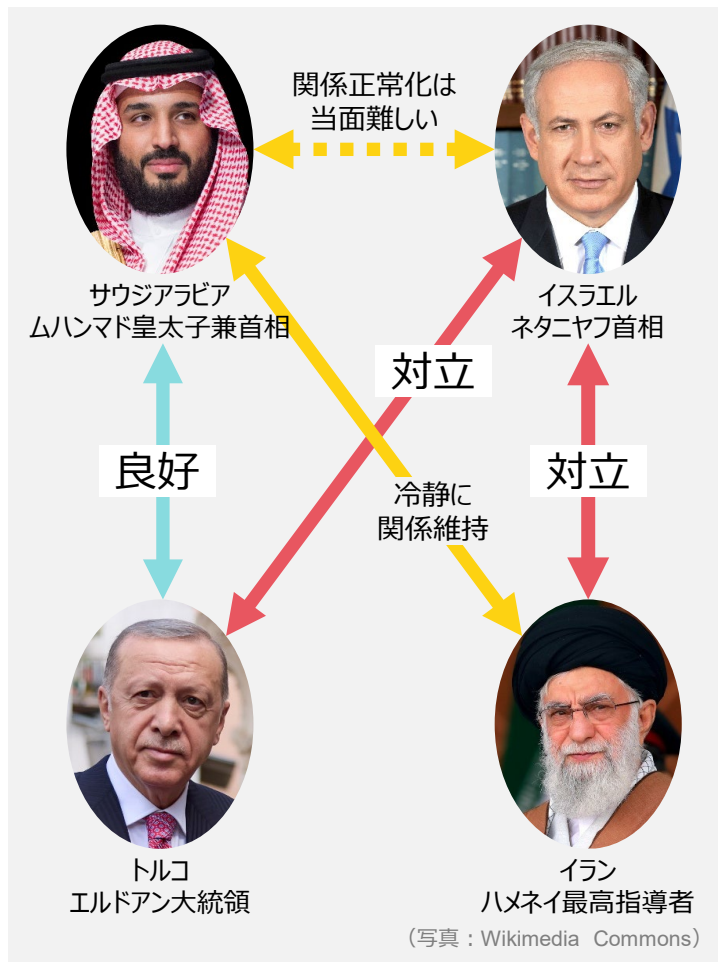 関係正常化は
当面難しい
サウジアラビア
ムハンマド皇太子兼首相
イスラエル
ネタニヤフ首相
対立
良好
対立
冷静に
関係維持
トルコ
エルドアン大統領
イラン
ハメネイ最高指導者
（写真：Wikimedia Commons）